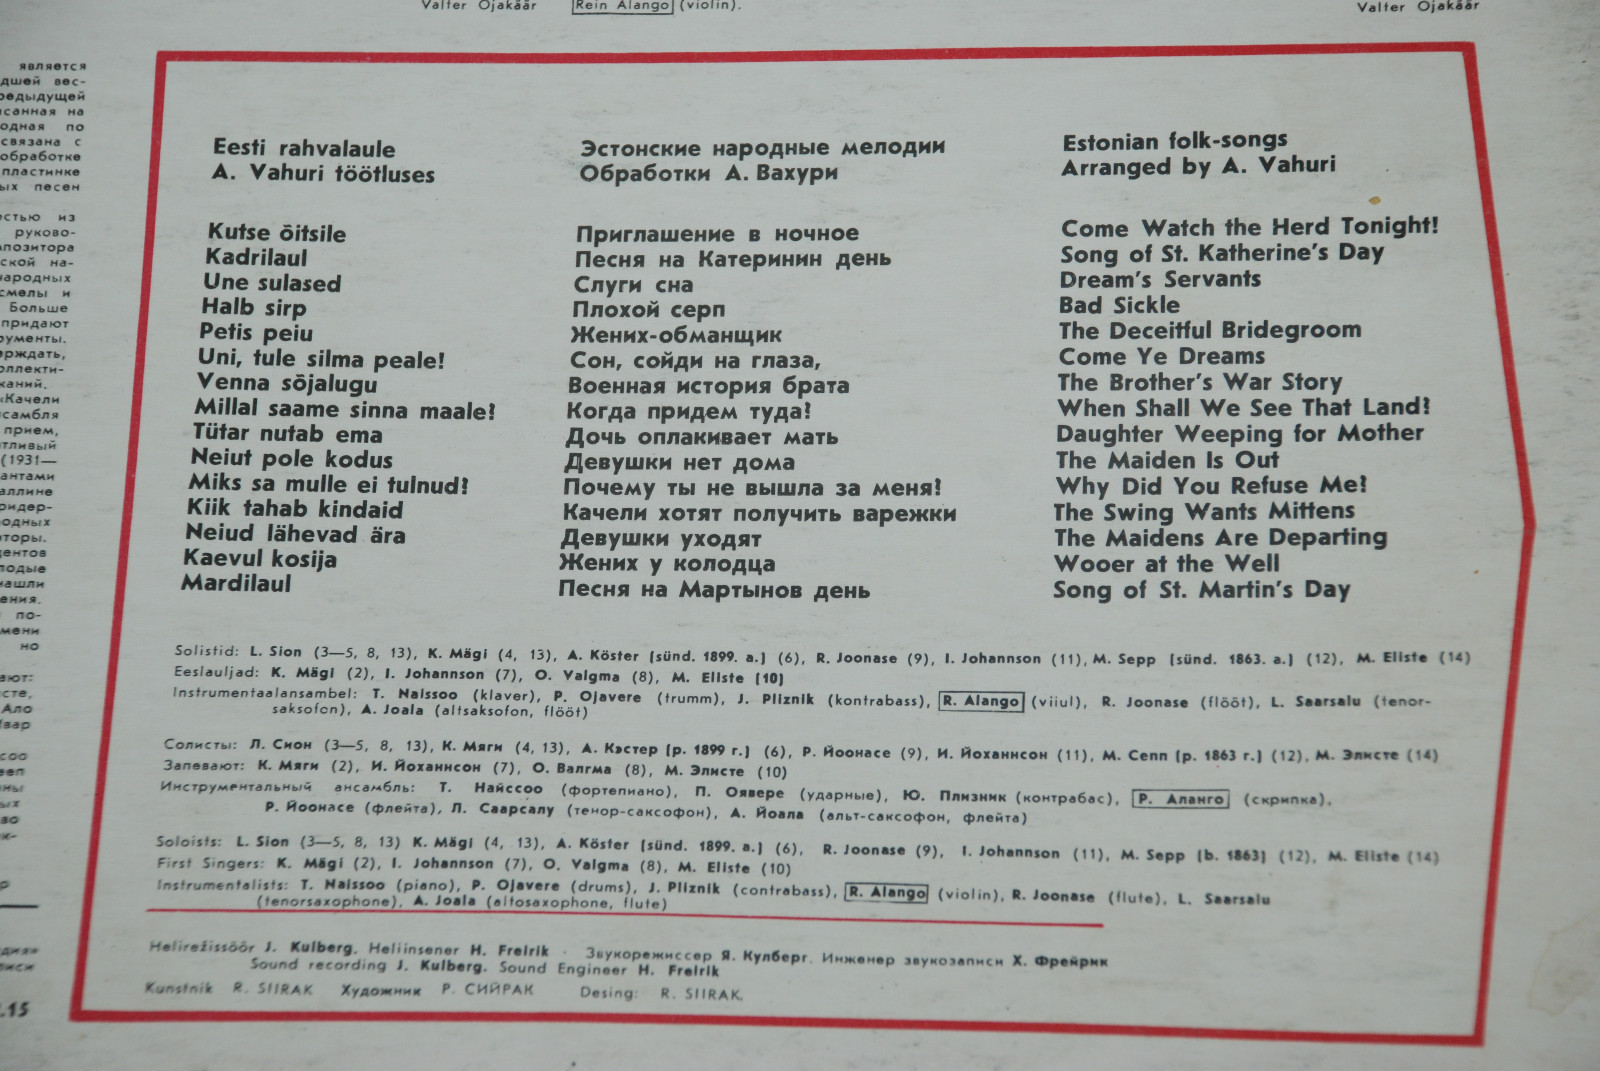 Valter Ojakäär Rein Alango (violin).
Valter Ojakäär
является
связана с
обработке
пластинке
песен
из
Больше
придают
«Качели
прием,
(1931—
но
Eesti rahvalaule
A. Vahuri töötluses
Kutse õitsile
Kadrilaul
Une sulased
Halb sirp
Petis peiu
Uni, tule silma peale!
Venna sõjalugu
Millal saame sinna maale?
Tütar nutab ema
Neiut pole kodus
Miks sa mulle ei tulnud?
Kiik tahab kindaid
Neiud lähevad ära
Kaevul kosija
Mardilaul
Эстонские народные мелодии
Обработки А. Вахури
Приглашение в ночное
Песня на Катеринин день
Слуги сна
Плохой серп
Жених-обманщик
Сон, сойди на глаза,
Военная история брата
Когда придем туда?
Дочь оплакивает мать
Девушки нет дома
Почему ты не вышла за меня?
Качели хотят получить варежки
Девушки уходят
Жених у колодца
Песня на Мартынов день
Estonian folk-songs
Arranged by A. Vahuri
Come Watch the Herd Tonight!
Song of St. Katherine's Day
Dream's Servants
Bad Sickle
The Deceitful Bridegroom
Come Ye Dreams
The Brother's War Story
When Shall We See That Land?
Daughter Weeping for Mother
The Maiden Is Out
Why Did You Refuse Me?
The Swing Wants Mittens
The Maidens Are Departing
Wooer at the Well
Song of St. Martin's Day
Solistid: L. Sion (3—5, 8, 13), K. Mägi (4, 13), A. Köster (sünd. 1899. a.) (6), R. Joonase (9), I. Johannson (11), M. Sepp (sünd. 1863. a.) (12), M. Eliste (14)
Eeslauljad: K. Mägi (2), I. Johannson (7), O. Valgma (8), M. Eliste (10)
Instrumentaalansambel: T. Naissoo (klaver), P. Ojavere (trumm), J. Pliznik (kontrabass), R. Alango (viiul), R. Joonase (flööt), L. Saarsalu (tenor-
saksofon), A. Joala (altsaksofon, flööt)
Солисты: Л. Сион (3—5, 8, 13), К. Мяги (4, 13), А. Кэстер (р. 1899 г.) (6), Р. Йоонасе (9), И. Йоханнсон (11), М. Сепп (р. 1863 г.) (12), М. Элисте (14)
Запевают: К. Мяги (2), И. Йоханнсон (7), О. Валгма (8), М. Элисте (10)
Инструментальный ансамбль: Т. Найссоо (фортепиано), П. Оявере (ударные), Ю. Плизник (контрабас), Р. Аланго (скрипка),
Р. Йоонасе (флейта), Л. Саарсалу (тенор-саксофон), А. Йоала (альт-саксофон, флейта)
Soloists: L. Sion (3—5, 8, 13) K. Mägi (4, 13), A. Köster (sünd. 1899. a.) (6), R. Joonase (9), I. Johannson (11), M. Sepp (b. 1863) (12), M. Eliste (14)
First Singers: K. Mägi (2), I. Johannson (7), O. Valgma (8), M. Eliste (10)
Instrumentalists: T. Naissoo (piano), P. Ojavere (drums), J. Pliznik (contrabass), R. Alango (violin), R. Joonase (flute), L. Saarsalu
(tenorsaxophone), A. Joala (altosaxophone, flute)
Helirežissöör J. Kulberg. Heliinsener H. Freirik · Звукорежиссер Я. Кулберг. Инженер звукозаписи Х. Фрейрик
Sound recording J. Kulberg. Sound Engineer H. Freirik
Kunstnik R. SIIRAK Художник Р. СИЙРАК Desing: R. SIIRAK.